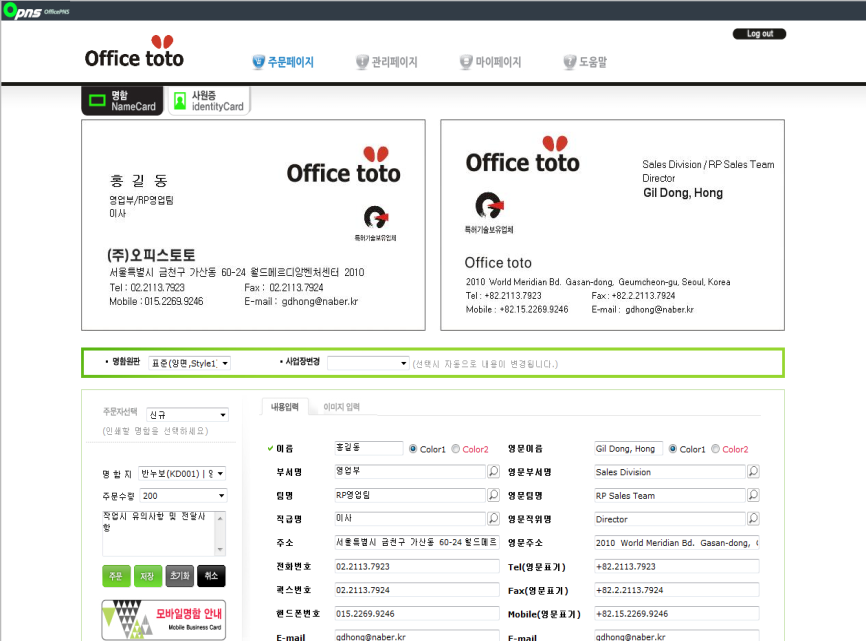 Opns OfficePNS
Log out
Office toto
주문페이지 관리페이지 마이페이지 도움말
명함
NameCard
사원증
identityCard
홍 길 동
영업부/RP영업팀
이사
Office toto
특허기술보유업체
(주)오피스토토
서울특별시 금천구 가산동 60-24 월드메르디앙벤처센터 2010
Tel : 02.2113.7923 Fax : 02.2113.7924
Mobile : 015.2269.9246 E-mail : gdhong@naber.kr
Office toto
특허기술보유업체
Sales Division / RP Sales Team
Director
Gil Dong, Hong
Office toto
2010 World Meridian Bd. Gasan-dong, Geumcheon-gu, Seoul, Korea
Tel : +82.2113.7923 Fax : +82.2.2113.7924
Mobile : +82.15.2269.9246 E-mail : gdhong@naber.kr
• 명함원판 표준(양면,Style1) • 사업장변경 (선택시 자동으로 내용이 변경됩니다.)
주문자선택 신규
(인쇄할 명함을 선택하세요)
명 함 지 반누보(KD001) |
주문수량 200
작업시 유의사항 및 전달사
항
주문 저장 초기화 취소
모바일명함 안내
Mobile Business Card
내용입력 이미지 입력
이름 홍길동 Color1 Color2 영문이름 Gil Dong, Hong Color1 Color2
부서명 영업부 영문부서명 Sales Division
팀명 RP영업팀 영문팀명 RP Sales Team
직급명 이사 영문직위명 Director
주소 서울특별시 금천구 가산동 60-24 월드메르 영문주소 2010 World Meridian Bd. Gasan-dong,
전화번호 02.2113.7923 Tel(영문표기) +82.2113.7923
팩스번호 02.2113.7924 Fax(영문표기) +82.2.2113.7924
핸드폰번호 015.2269.9246 Mobile(영문표기) +82.15.2269.9246
E-mail gdhong@naber.kr E-mail gdhong@naber.kr